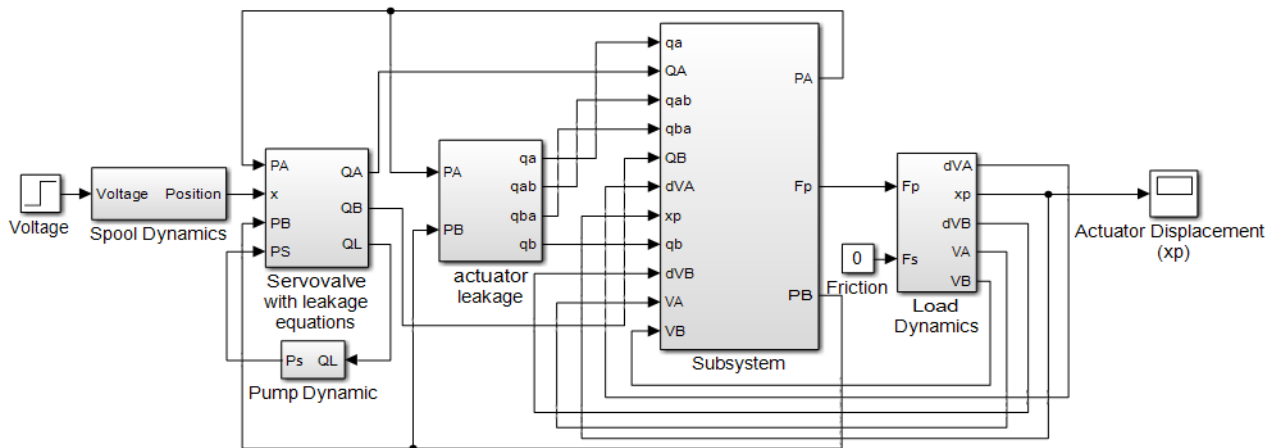 Voltage
Voltage Position
Spool Dynamics
PA
x
PB
PS
QA
QB
QL
Servovalve
with leakage
equations
Ps QL
Pump Dynamic
PA
PB
qa
qab
qba
qb
actuator
leakage
qa
QA
qab
qba
QB
dVA
xp
qb
dVB
VA
VB
PA
Fp
PB
Subsystem
0
Friction
Fp
Fs
dVA
xp
dVB
VA
VB
Load
Dynamics
Actuator Displacement
(xp)